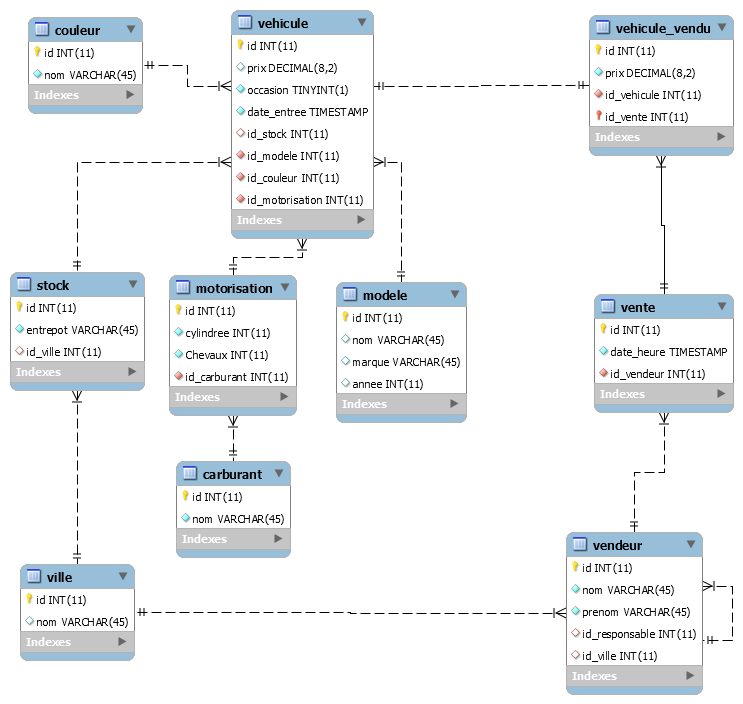 couleur
id INT(11)
nom VARCHAR(45)
Indexes
vehicule
id INT(11)
prix DECIMAL(8,2)
occasion TINYINT(1)
date_entree TIMESTAMP
id_stock INT(11)
id_modele INT(11)
id_couleur INT(11)
id_motorisation INT(11)
Indexes
vehicule_vendu
id INT(11)
prix DECIMAL(8,2)
id_vehicule INT(11)
id_vente INT(11)
Indexes
stock
id INT(11)
entrepot VARCHAR(45)
id_ville INT(11)
Indexes
motorisation
id INT(11)
cylindree INT(11)
Chevaux INT(11)
id_carburant INT(11)
Indexes
modele
id INT(11)
nom VARCHAR(45)
marque VARCHAR(45)
annee INT(11)
Indexes
vente
id INT(11)
date_heure TIMESTAMP
id_vendeur INT(11)
Indexes
carburant
id INT(11)
nom VARCHAR(45)
Indexes
ville
id INT(11)
nom VARCHAR(45)
Indexes
vendeur
id INT(11)
nom VARCHAR(45)
prenom VARCHAR(45)
id_responsable INT(11)
id_ville INT(11)
Indexes